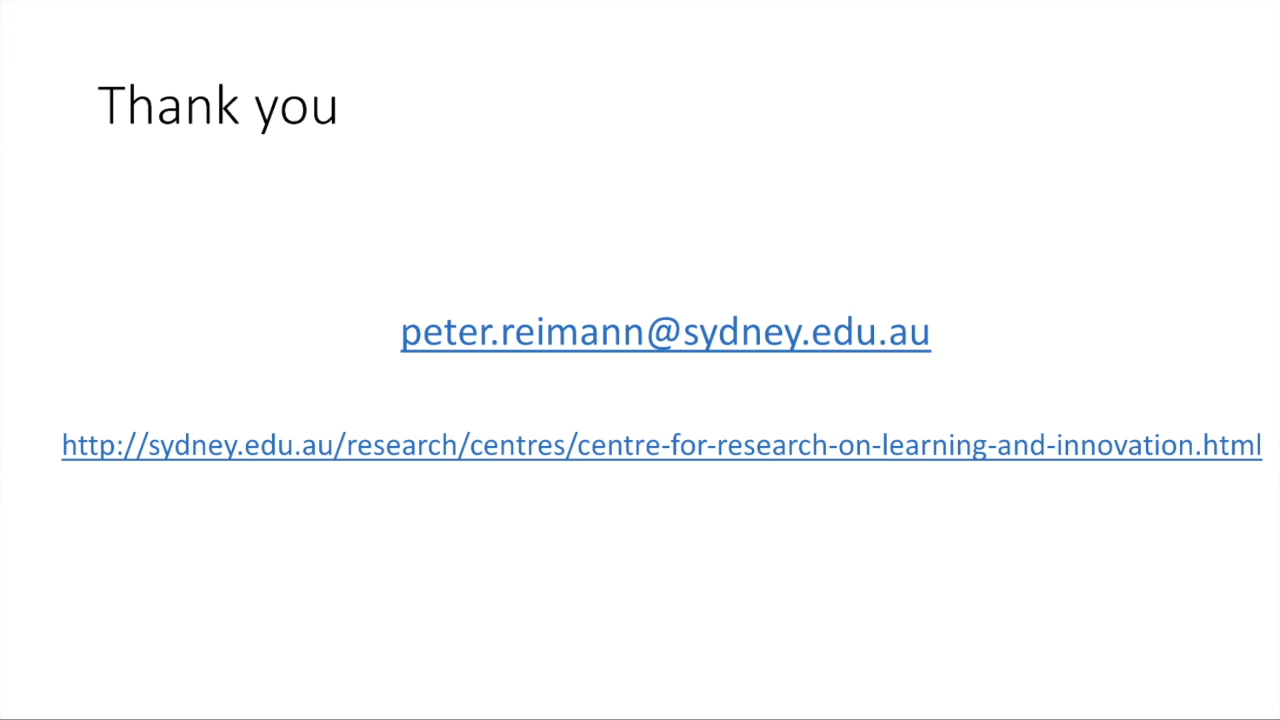 Thank you
peter.reimann@sydney.edu.au
http://sydney.edu.au/research/centres/centre-for-research-on-learning-and-innovation.html